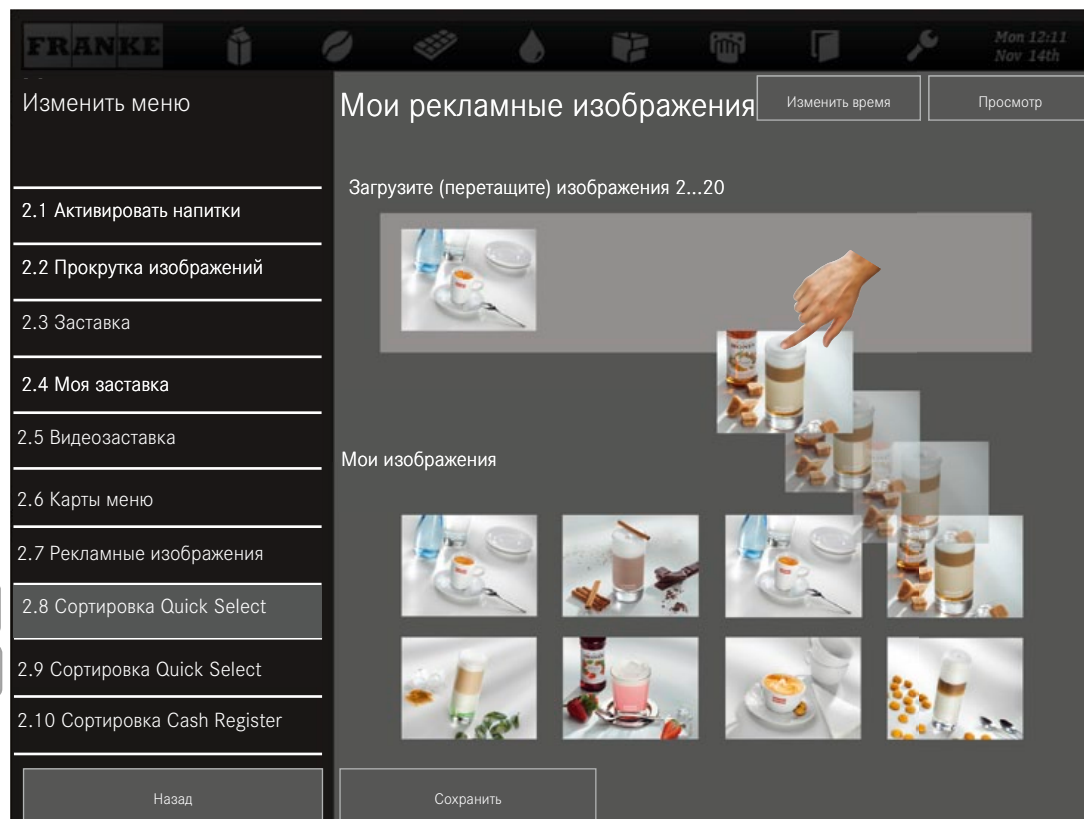 FRANKE
Mon 12:11
Nov 14th
Изменить меню
Мои рекламные изображения
Изменить время
Просмотр
Загрузите (перетащите) изображения 2...20
2.1 Активировать напитки
2.2 Прокрутка изображений
2.3 Заставка
2.4 Моя заставка
2.5 Видеозаставка
2.6 Карты меню
2.7 Рекламные изображения
2.8 Сортировка Quick Select
2.9 Сортировка Quick Select
2.10 Сортировка Cash Register
Мои изображения
Назад
Сохранить